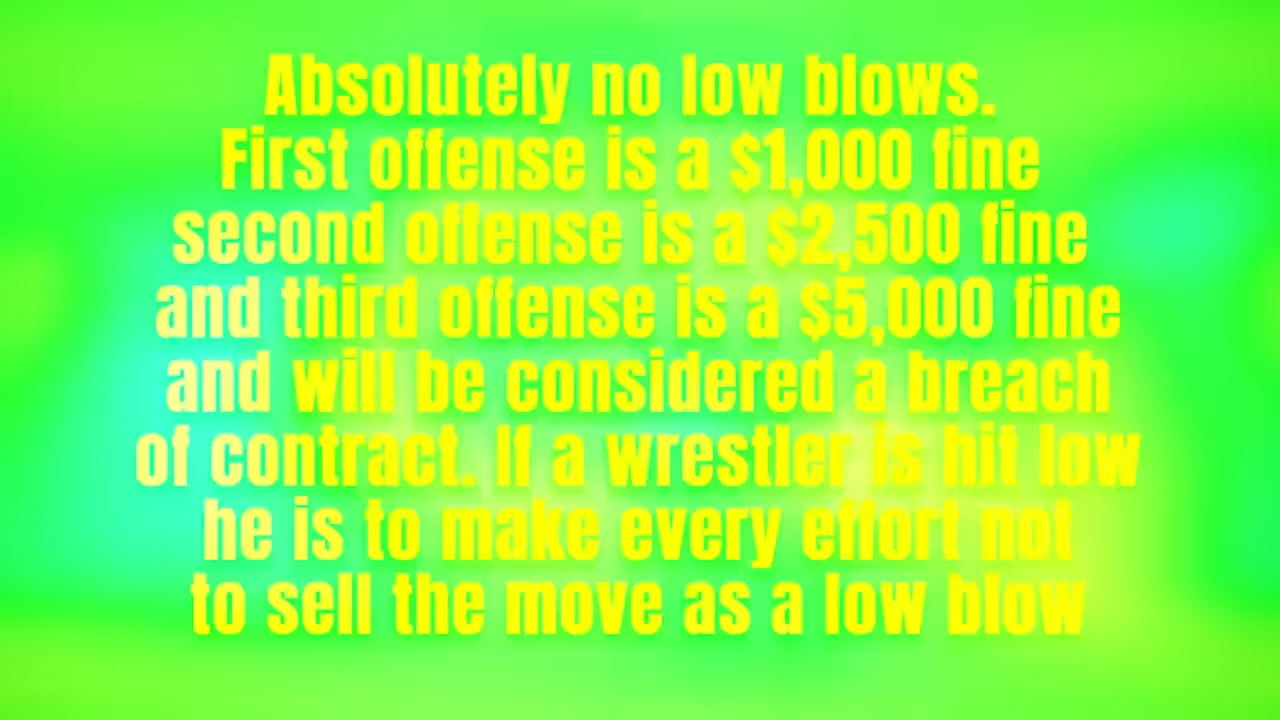 Absolutely no low blows.
First offense is a $1,000 fine
second offense is a $2,500 fine
and third offense is a $5,000 fine
and will be considered a breach
of contract. If a wrestler is hit low
he is to make every effort not
to sell the move as a low blow